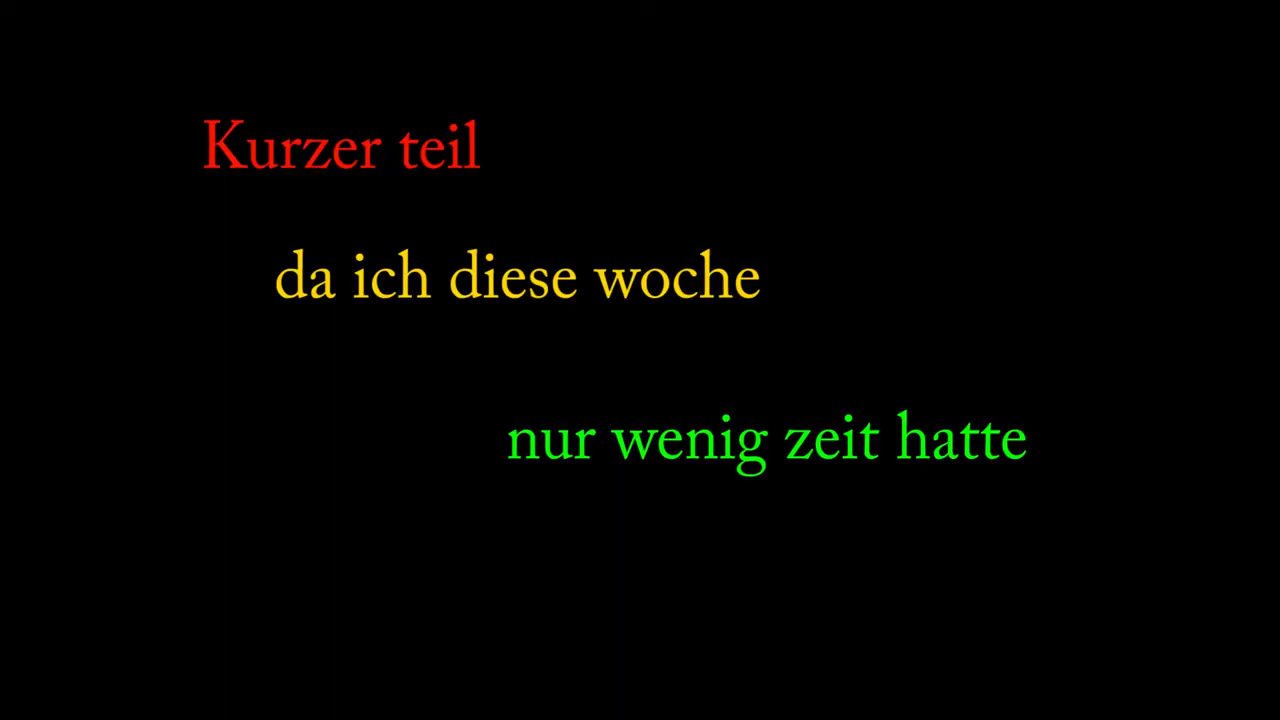 Kurzer teil
da ich diese woche
nur wenig zeit hatte